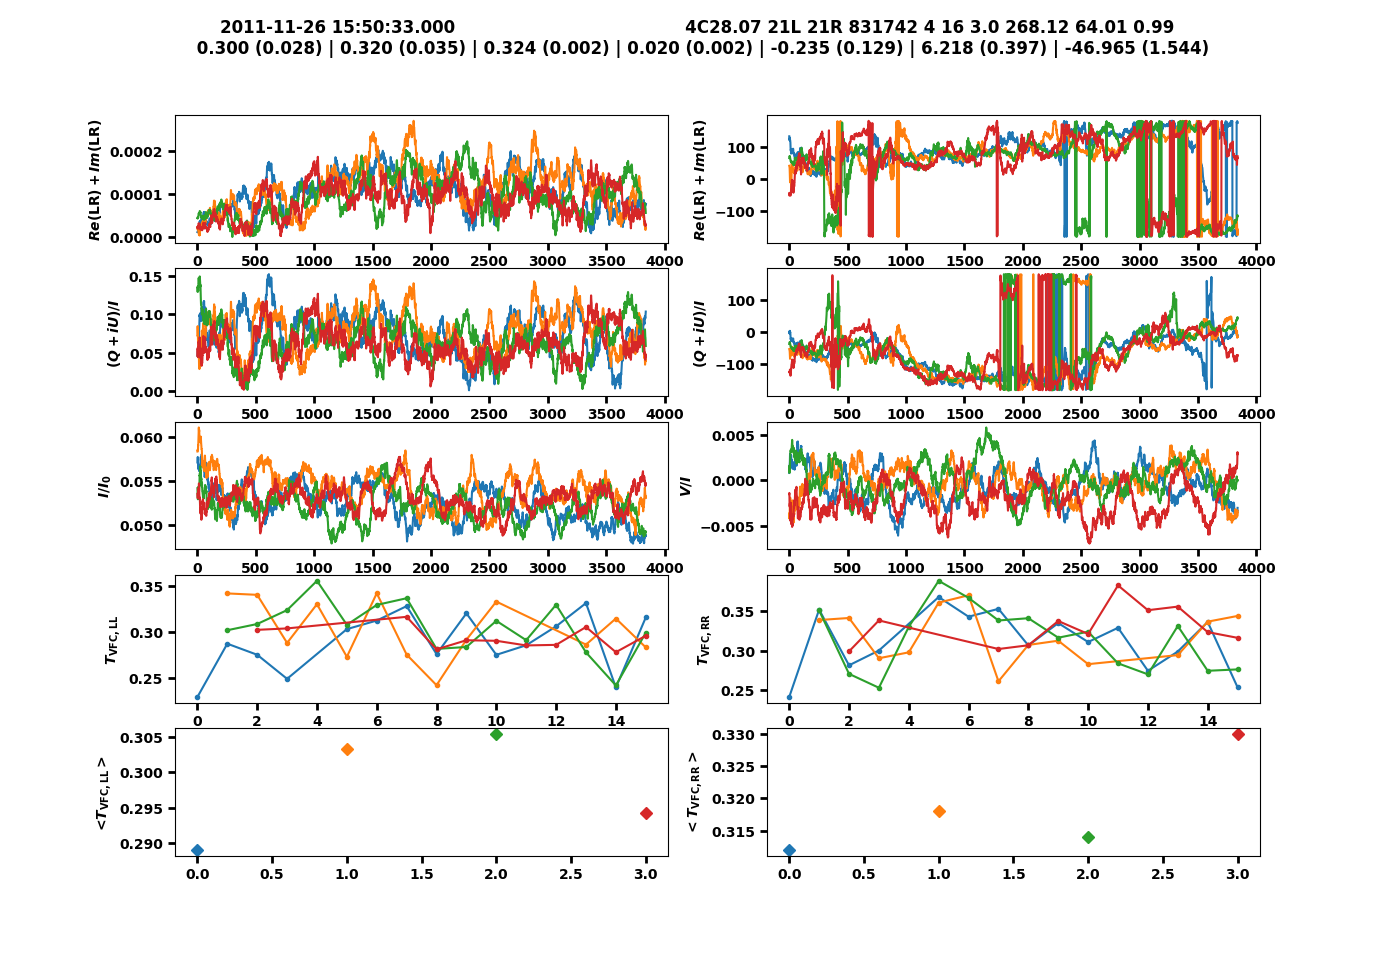 2011-11-26 15:50:33.000 4C28.07 21L 21R 831742 4 16 3.0 268.12 64.01 0.99
0.300 (0.028) | 0.320 (0.035) | 0.324 (0.002) | 0.020 (0.002) | -0.235 (0.129) | 6.218 (0.397) | -46.965 (1.544)
Re(LR) + Im(LR)
0.0002
0.0001
0.0000
0 500 1000 1500 2000 2500 3000 3500 4000
Re(LR) + Im(LR)
100
0
−100
0 500 1000 1500 2000 2500 3000 3500 4000
(Q + iU)/I
0.15
0.10
0.05
0.00
0 500 1000 1500 2000 2500 3000 3500 4000
(Q + iU)/I
100
0
−100
0 500 1000 1500 2000 2500 3000 3500 4000
I/I0
0.060
0.055
0.050
0 500 1000 1500 2000 2500 3000 3500 4000
V/I
0.005
0.000
−0.005
0 500 1000 1500 2000 2500 3000 3500 4000
TVFC, LL
0.35
0.30
0.25
0 2 4 6 8 10 12 14
TVFC, RR
0.35
0.30
0.25
0 2 4 6 8 10 12 14
<TVFC, LL >
0.305
0.300
0.295
0.290
0.0 0.5 1.0 1.5 2.0 2.5 3.0
< TVFC, RR >
0.330
0.325
0.320
0.315
0.0 0.5 1.0 1.5 2.0 2.5 3.0